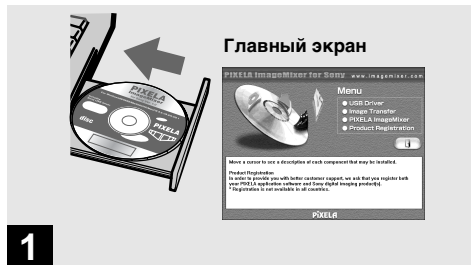 Главный экран
PIXELA ImageMixer for Sony www.imagemixer.com
Menu
USB Driver
Image Transfer
PIXELA ImageMixer
Product Registration
Move a cursor to see a description of each component that may be installed.
Product Registration
In order to provide you with better customer support, we ask that you register both
your PIXELA application software and Sony digital imaging product(s).
* Registration is not available in all countries.
PIXELA
PIXELA
disc
PIXELA
1